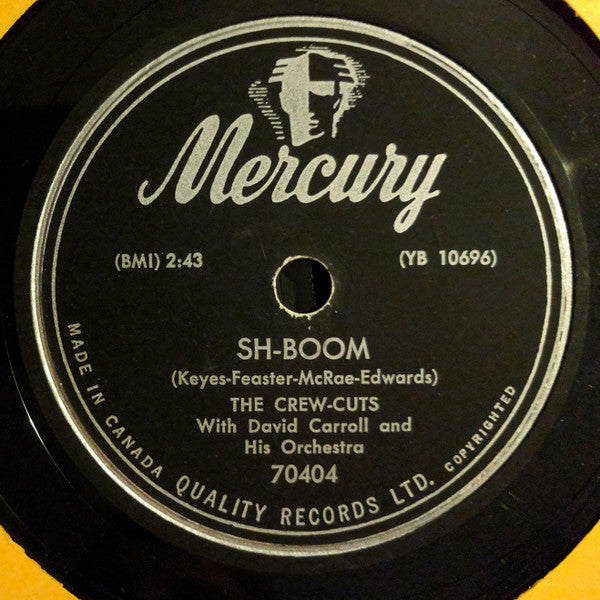 Mercury
(BMI) 2:43
(YB 10696)
SH-BOOM
(Keyes-Feaster-McRae-Edwards)
THE CREW-CUTS
With David Carroll and
His Orchestra
70404
MADE IN CANADA QUALITY RECORDS LTD. COPYRIGHTED